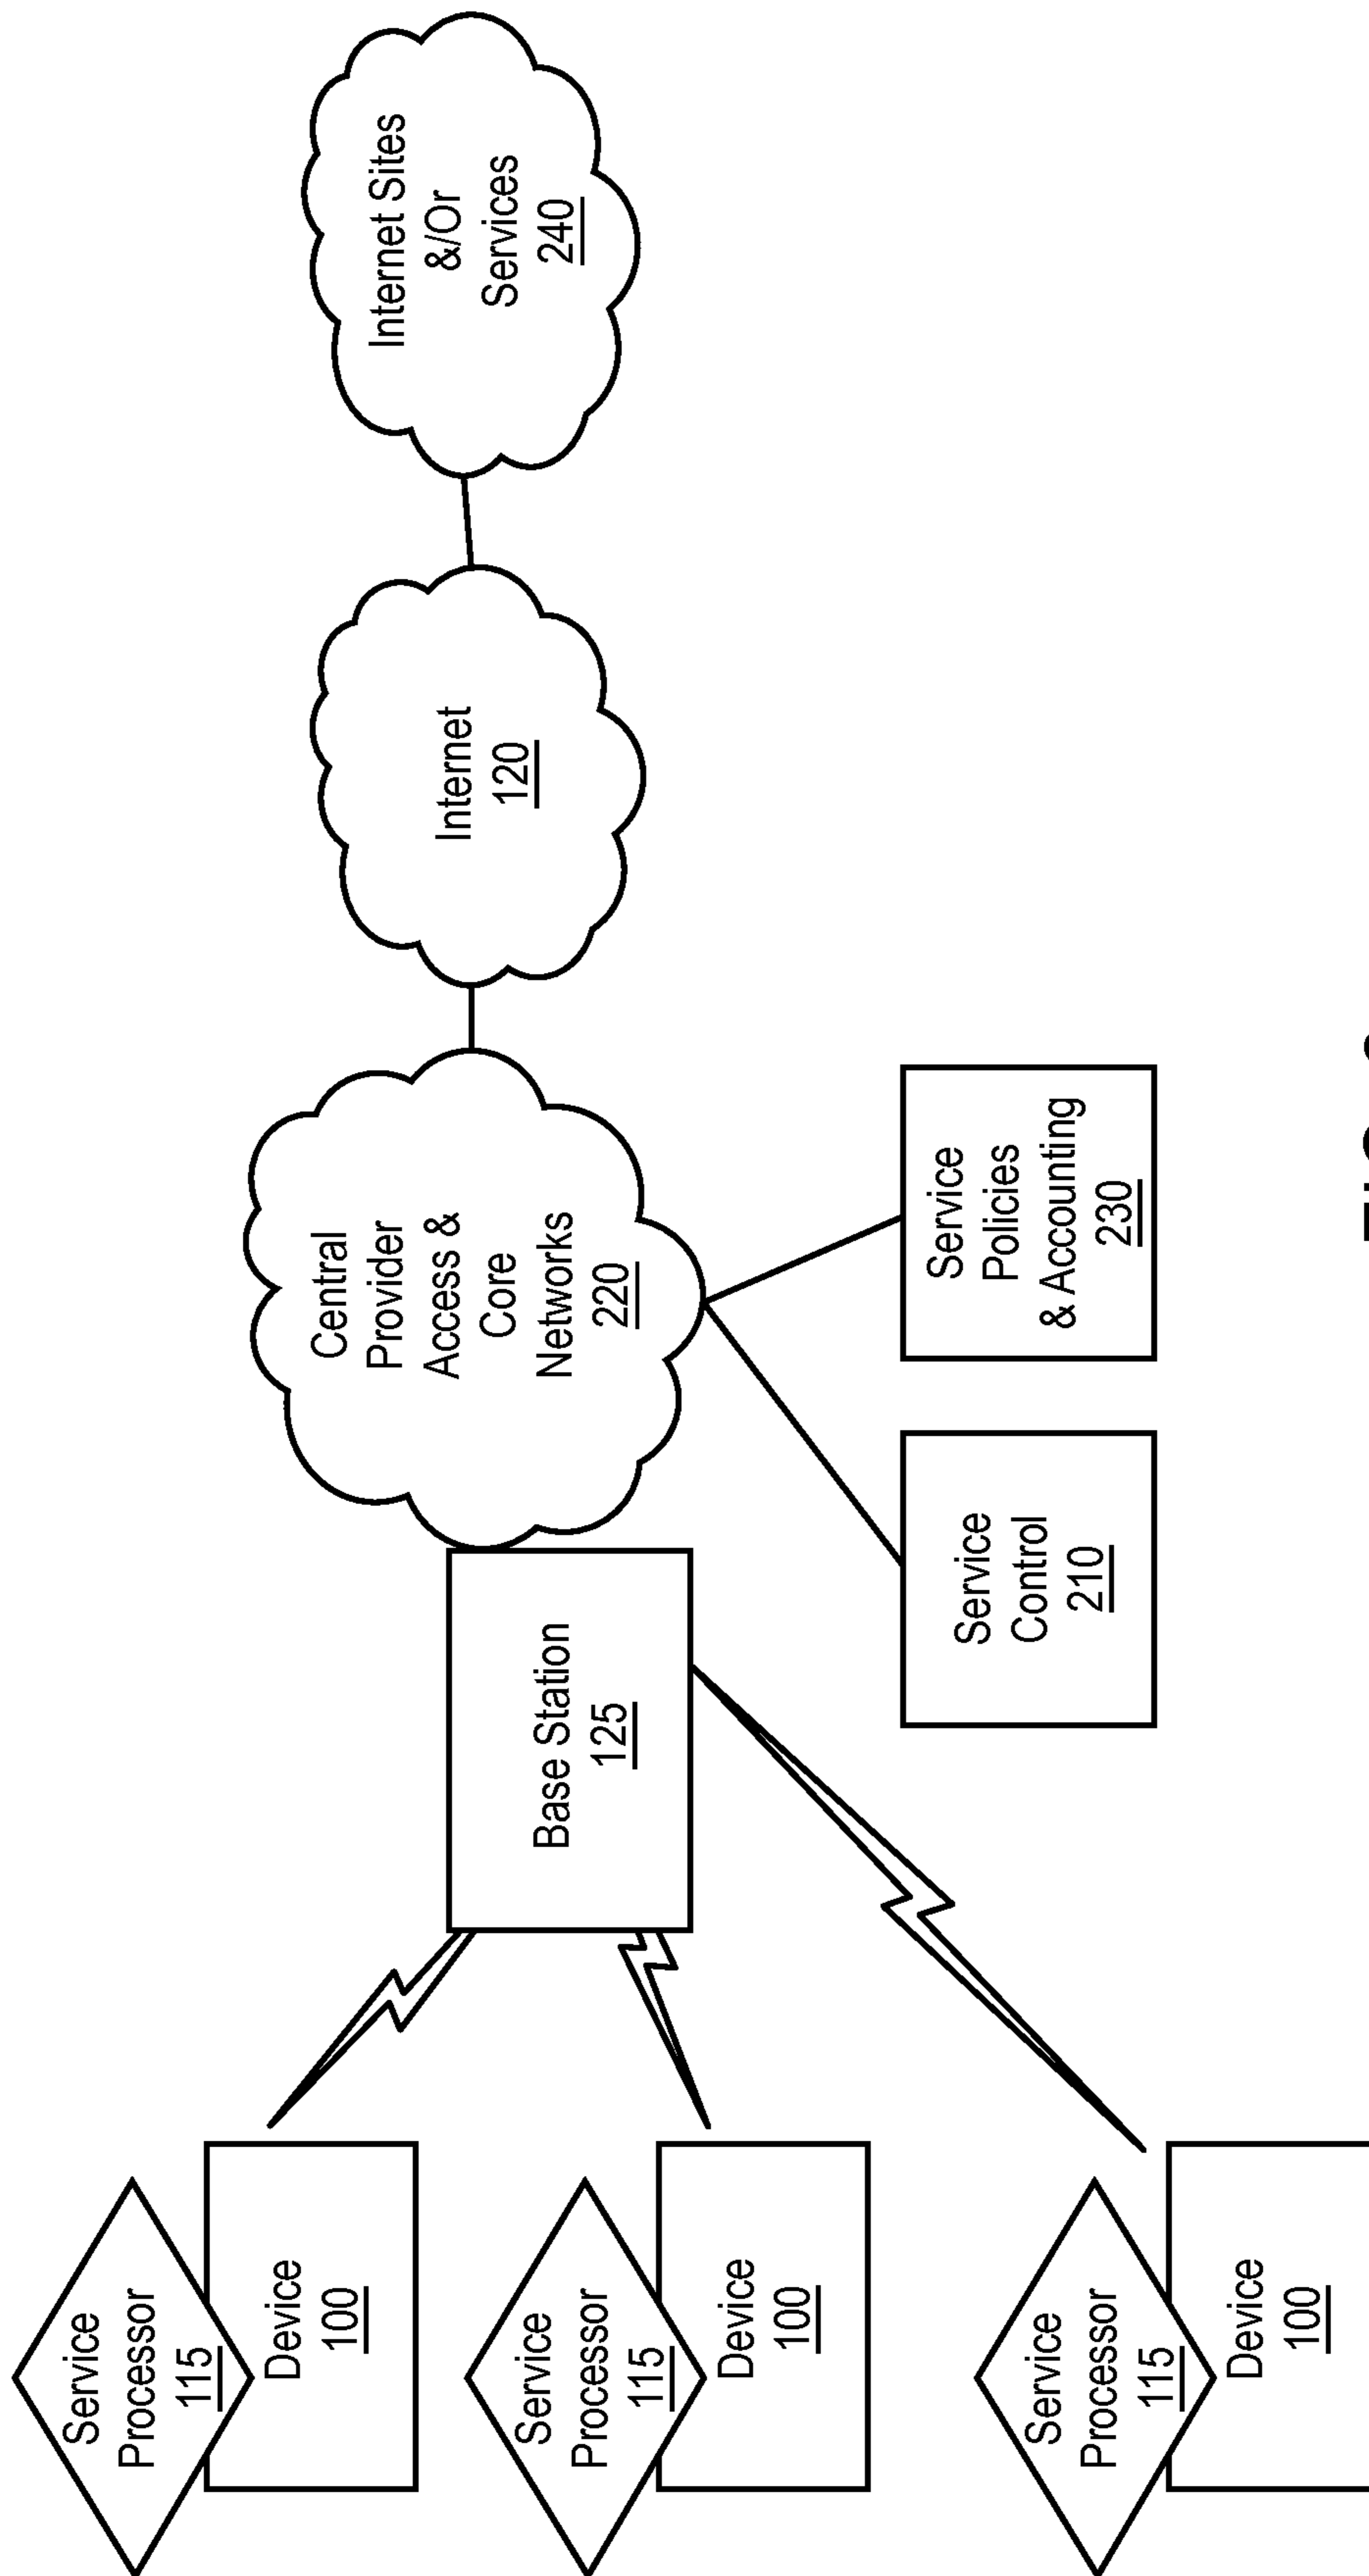 Service
Processor
115
Device
100
Service
Processor
115
Device
100
Service
Processor
115
Device
100
Base Station
125
Central
Provider
Access &
Core
Networks
220
Service
Control
210
Service
Policies
& Accounting
230
Internet
120
Internet Sites
&/Or
Services
240